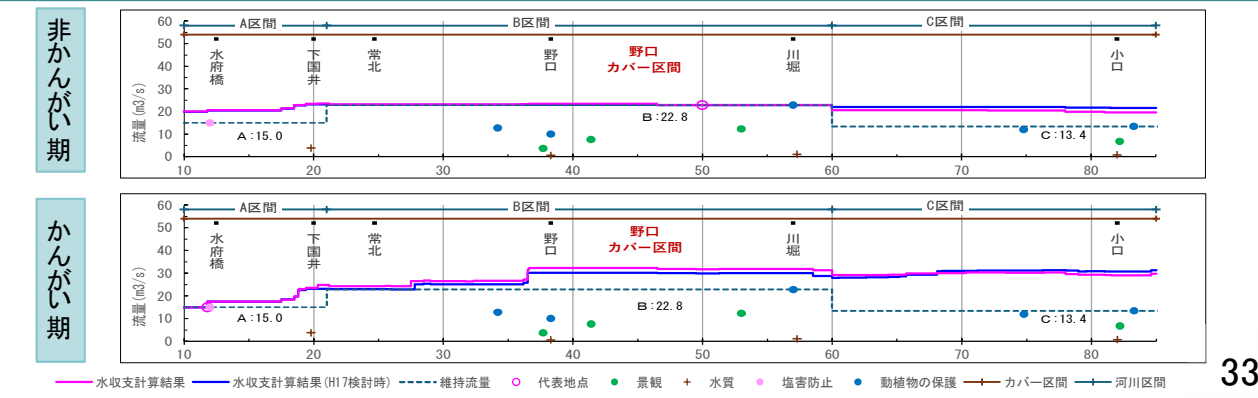 非かんがい期
流量(m3/s)
60
50
40
30
20
10
0
A区間
B区間
C区間
水府橋
下国井
常北
野口
野口
カバー区間
川堀
小口
A:15.0
B:22.8
C:13.4
10 20 30 40 50 60 70 80
かんがい期
流量(m3/s)
60
50
40
30
20
10
0
A区間
B区間
C区間
水府橋
下国井
常北
野口
野口
カバー区間
川堀
小口
A:15.0
B:22.8
C:13.4
10 20 30 40 50 60 70 80
水収支計算結果 水収支計算結果(H17検討時) 維持流量 代表地点 景観 水質 塩害防止 動植物の保護 カバー区間 河川区間
33